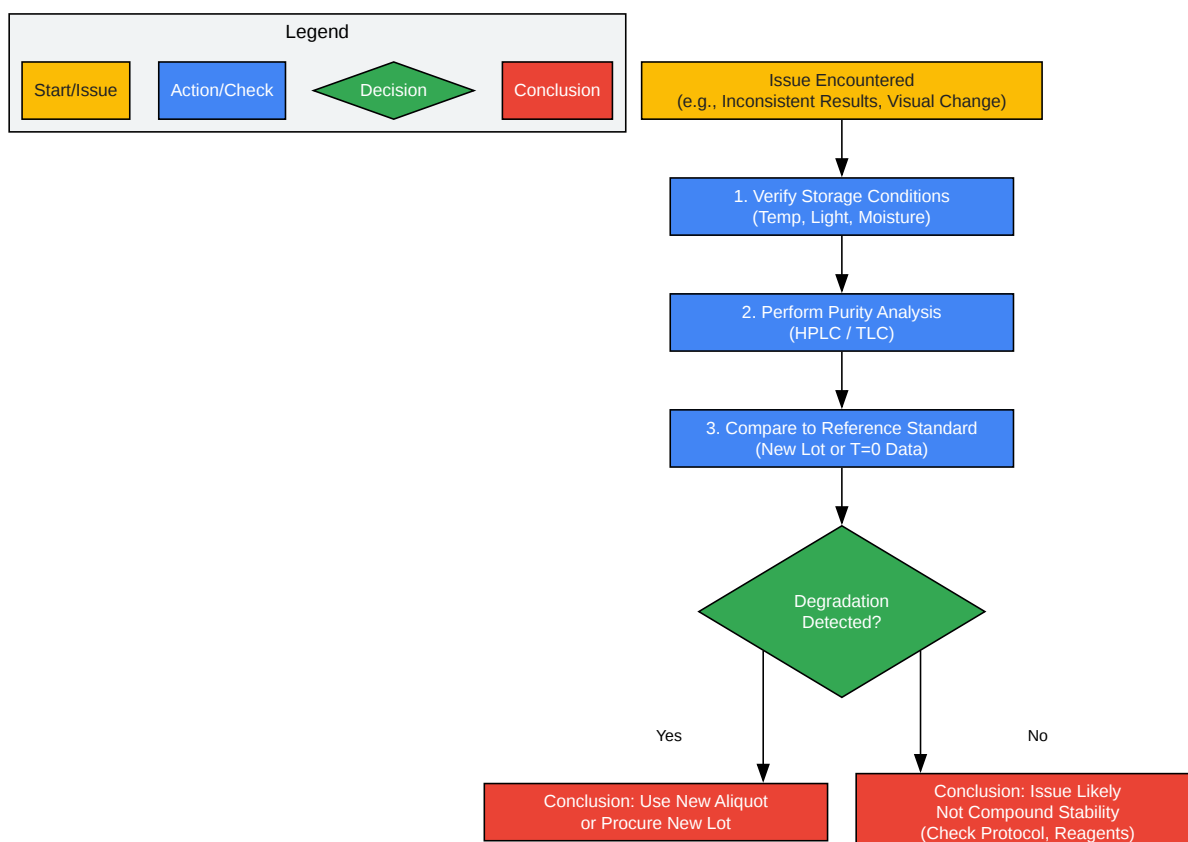 Legend
Start/Issue
Action/Check
Decision
Conclusion
Issue Encountered
(e.g., Inconsistent Results, Visual Change)
1. Verify Storage Conditions
(Temp, Light, Moisture)
2. Perform Purity Analysis
(HPLC / TLC)
3. Compare to Reference Standard
(New Lot or T=0 Data)
Degradation
Detected?
Yes
No
Conclusion: Use New Aliquot
or Procure New Lot
Conclusion: Issue Likely
Not Compound Stability
(Check Protocol, Reagents)